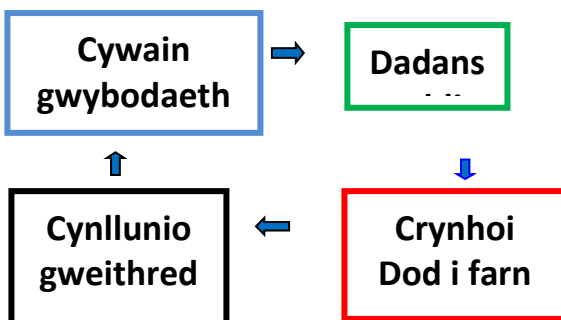 Cywain
gwybodaeth
Dadans
Crynhoi
Dod i farn
Cynllunio
gweithred